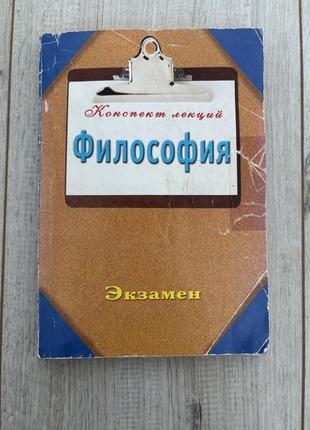 Конспект лекций
Философия
Экзамен